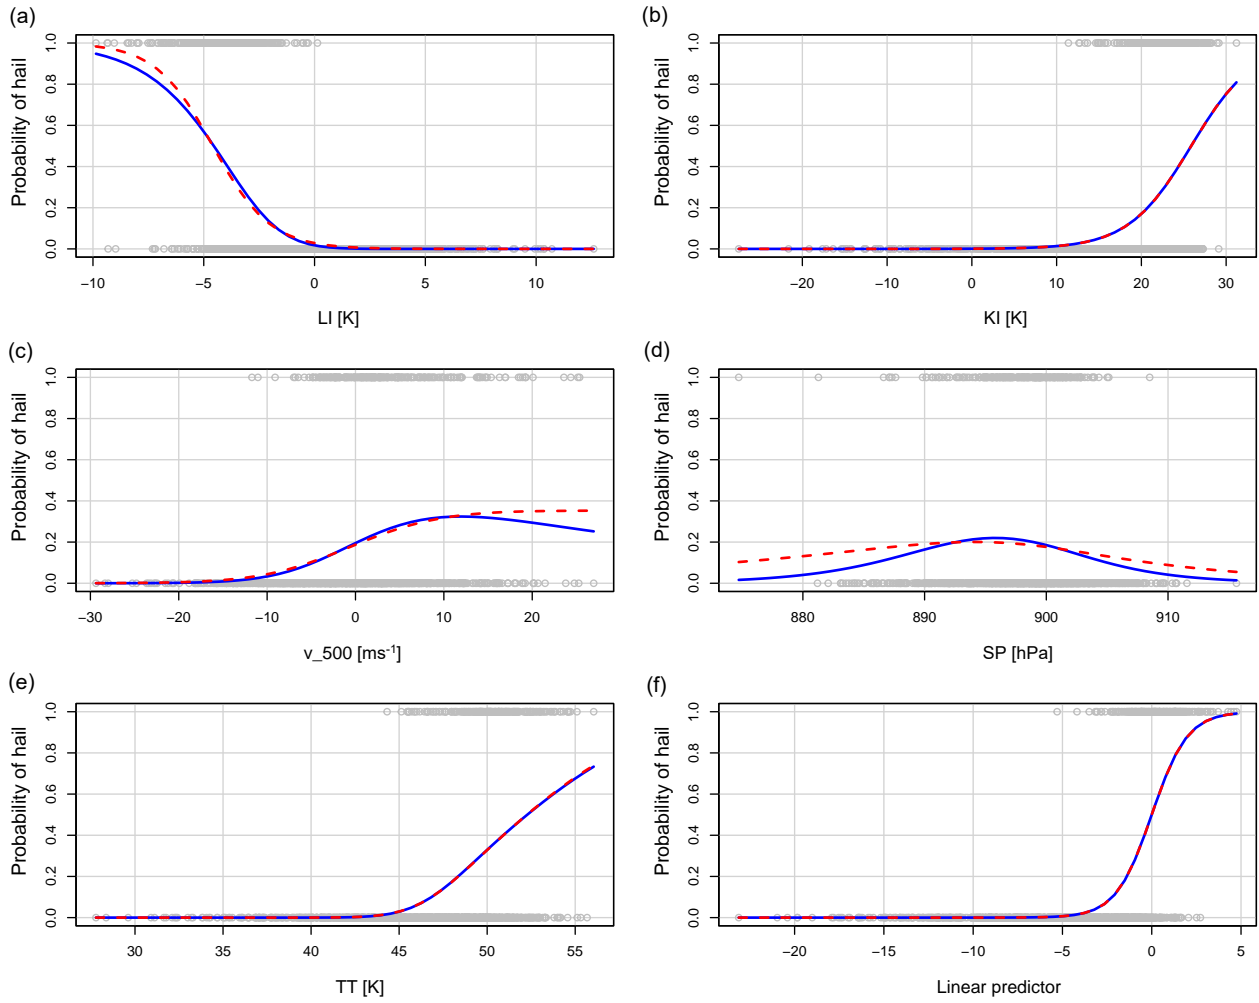 (a)
Probability of hail
0.0 0.2 0.4 0.6 0.8 1.0
−10 −5 0 5 10
LI [K]
(b)
Probability of hail
0.0 0.2 0.4 0.6 0.8 1.0
−20 −10 0 10 20 30
KI [K]
(c)
Probability of hail
0.0 0.2 0.4 0.6 0.8 1.0
−30 −20 −10 0 10 20
v_500 [ms⁻¹]
(d)
Probability of hail
0.0 0.2 0.4 0.6 0.8 1.0
880 890 900 910
SP [hPa]
(e)
Probability of hail
0.0 0.2 0.4 0.6 0.8 1.0
30 35 40 45 50 55
TT [K]
(f)
Probability of hail
0.0 0.2 0.4 0.6 0.8 1.0
−20 −15 −10 −5 0 5
Linear predictor